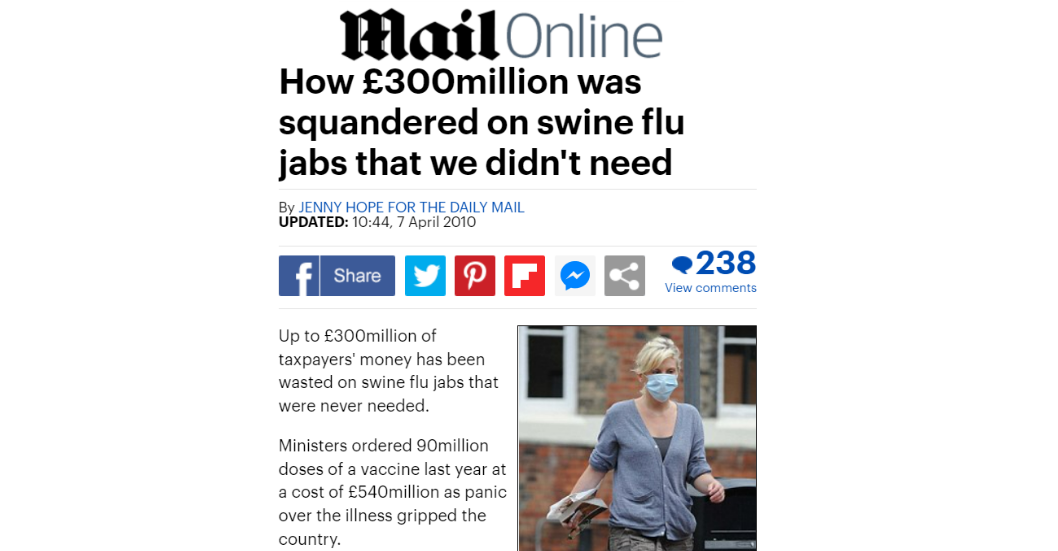 Mail Online
How £300million was
squandered on swine flu
jabs that we didn't need
By JENNY HOPE FOR THE DAILY MAIL
UPDATED: 10:44, 7 April 2010
f Share
238
View comments
Up to £300million of
taxpayers' money has been
wasted on swine flu jabs that
were never needed.
Ministers ordered 90million
doses of a vaccine last year at
a cost of £540million as panic
over the illness gripped the
country.